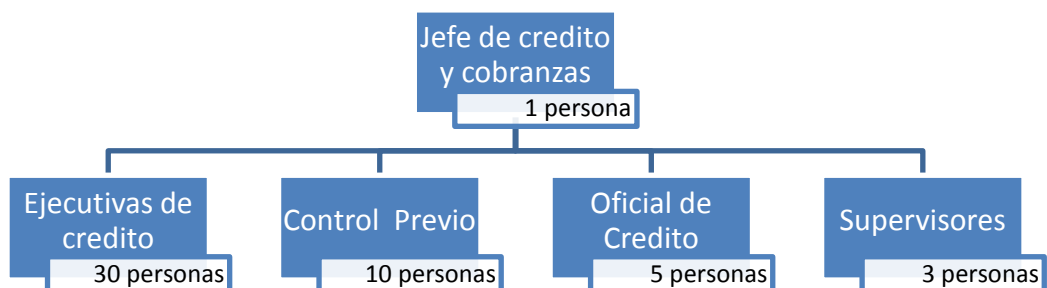 Jefe de credito
y cobranzas
1 persona
Ejecutivas de
credito
30 personas
Control Previo
10 personas
Oficial de
Credito
5 personas
Supervisores
3 personas